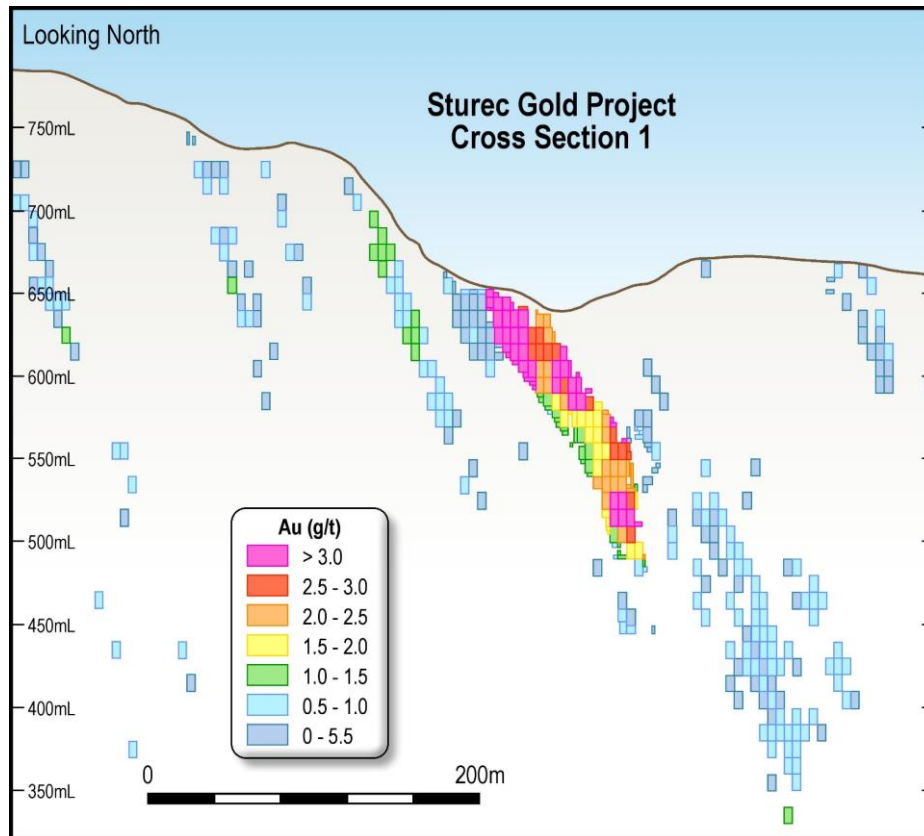 Looking North
Sturec Gold Project
Cross Section 1
750mL
700mL
650mL
600mL
550mL
500mL
450mL
400mL
350mL
Au (g/t)
> 3.0
2.5 - 3.0
2.0 - 2.5
1.5 - 2.0
1.0 - 1.5
0.5 - 1.0
0 - 5.5
0 200m